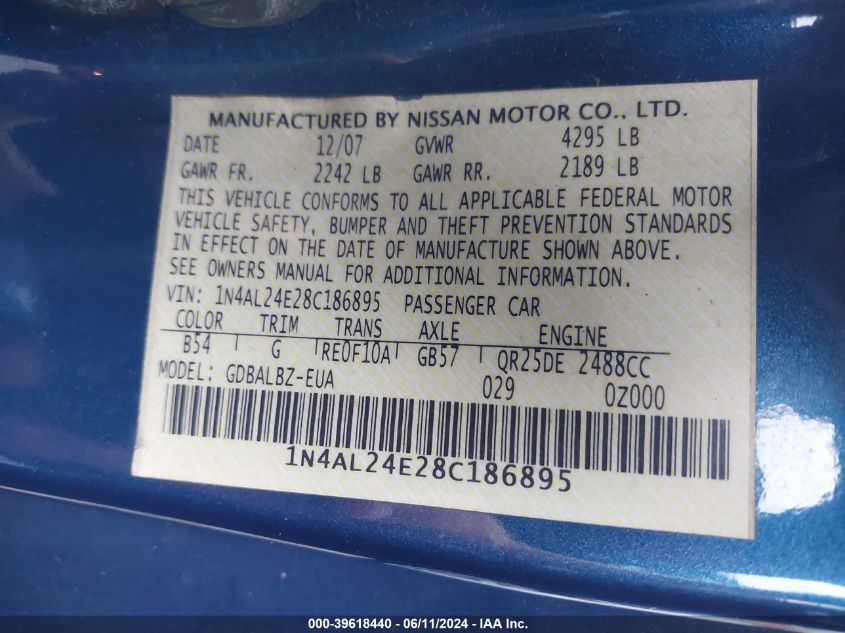 MANUFACTURED BY NISSAN MOTOR CO., LTD.
DATE 12/07 GVWR 4295 LB
GAWR FR. 2242 LB GAWR RR. 2189 LB
THIS VEHICLE CONFORMS TO ALL APPLICABLE FEDERAL MOTOR
VEHICLE SAFETY, BUMPER AND THEFT PREVENTION STANDARDS
IN EFFECT ON THE DATE OF MANUFACTURE SHOWN ABOVE.
SEE OWNERS MANUAL FOR ADDITIONAL INFORMATION.
VIN: 1N4AL24E28C186895 PASSENGER CAR
COLOR TRIM TRANS AXLE ENGINE
B54 G RE0F10A GB57 QR25DE 2488CC
MODEL: GDBALBZ-EUA 029 0Z000
1N4AL24E28C186895
000-39618440 - 06/11/2024 - IAA Inc.